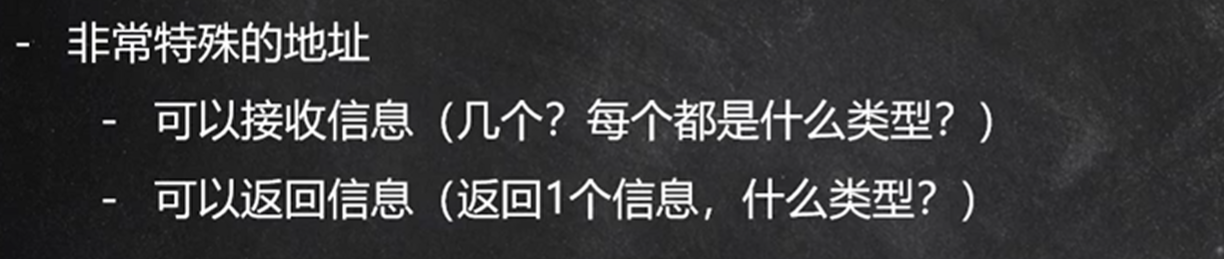 - 非常特殊的地址
- 可以接收信息（几个？每个都是什么类型？）
- 可以返回信息（返回1个信息，什么类型？）